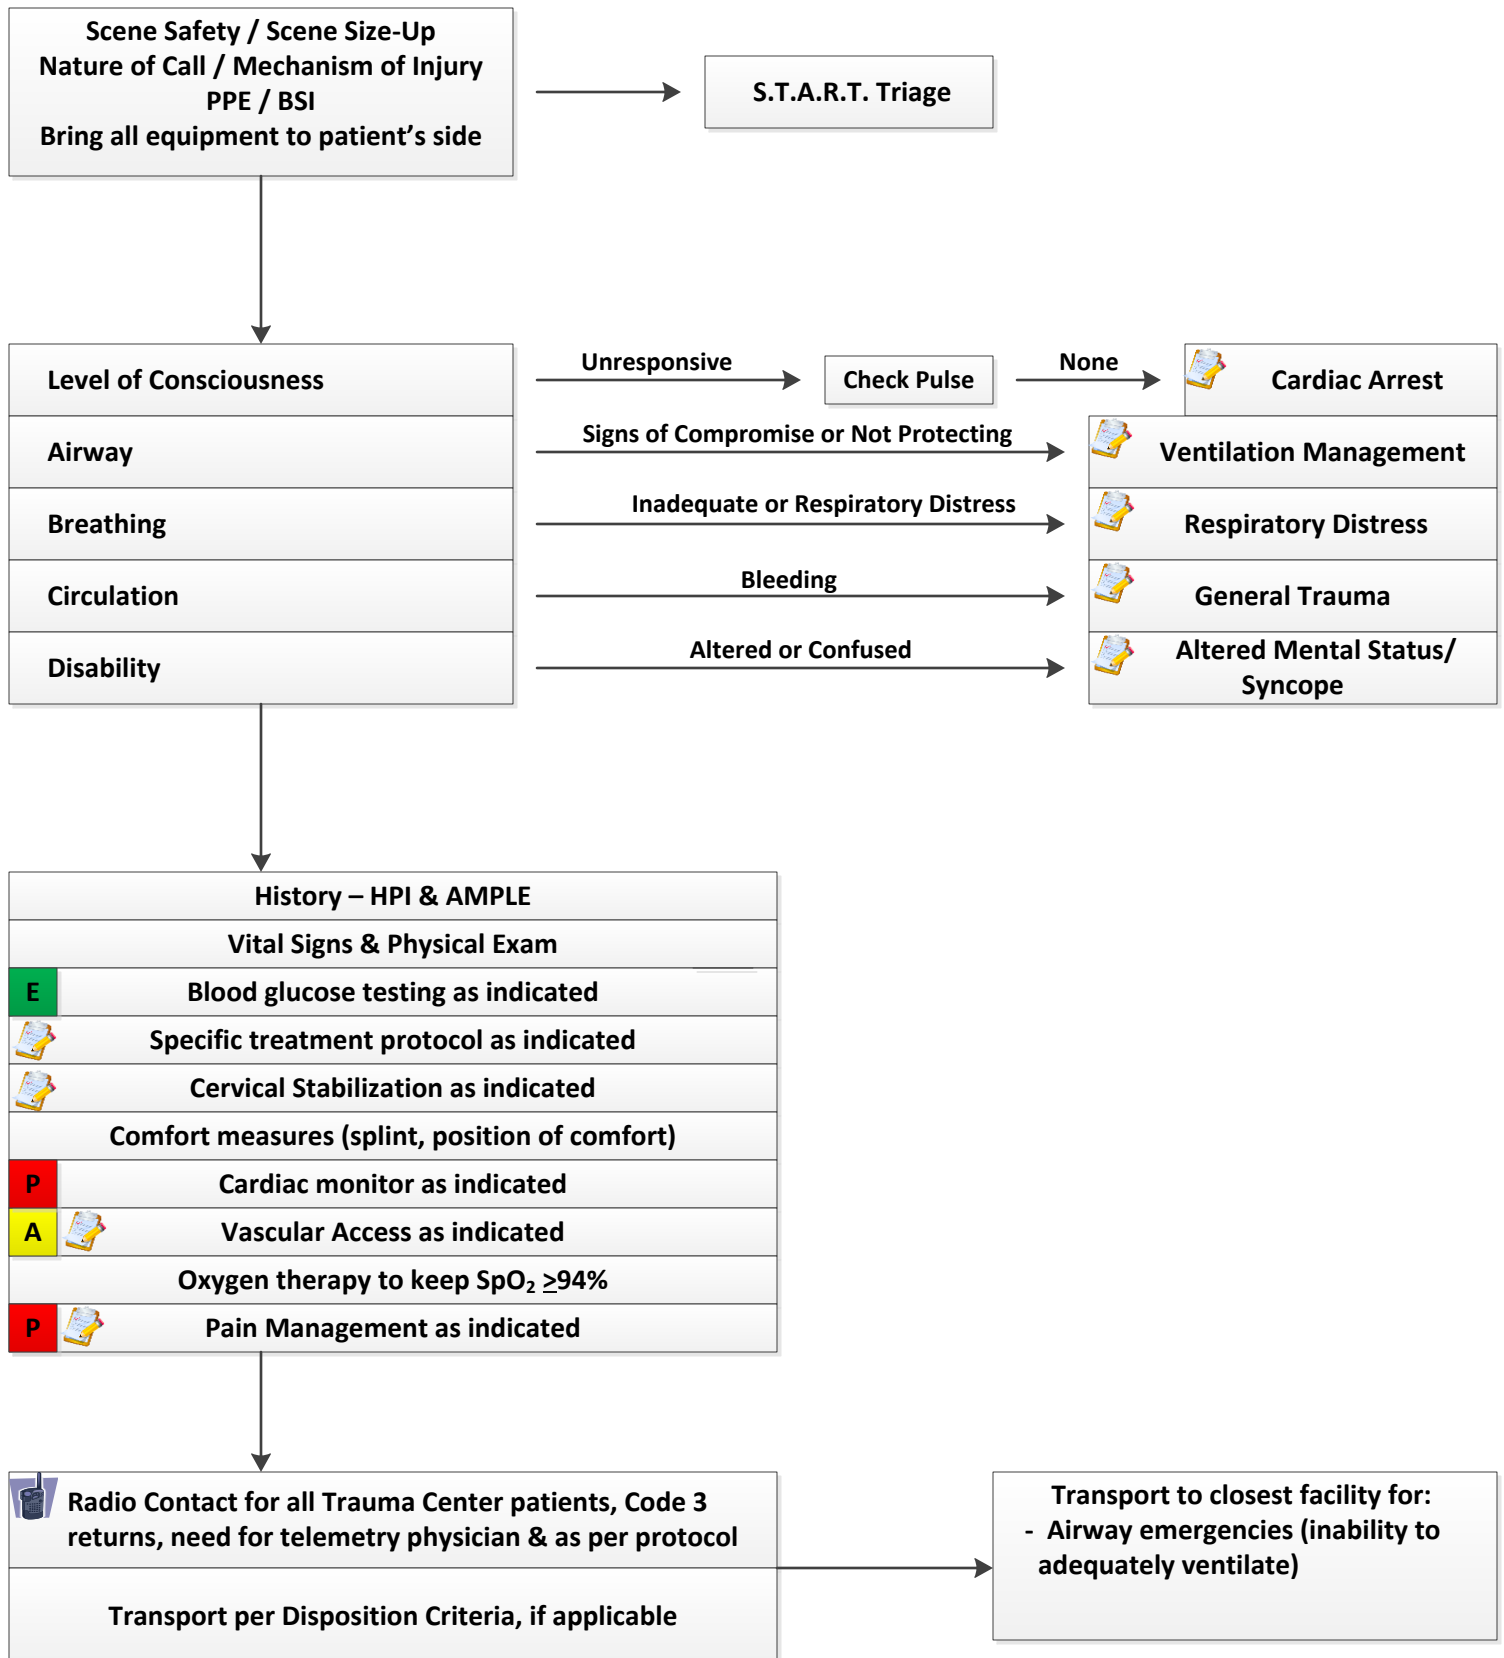 Scene Safety / Scene Size-Up
Nature of Call / Mechanism of Injury
PPE / BSI
Bring all equipment to patient’s side
S.T.A.R.T. Triage
Level of Consciousness
Unresponsive
Check Pulse
None
Cardiac Arrest
Airway
Signs of Compromise or Not Protecting
Ventilation Management
Breathing
Inadequate or Respiratory Distress
Respiratory Distress
Circulation
Bleeding
General Trauma
Disability
Altered or Confused
Altered Mental Status/
Syncope
History – HPI & AMPLE
Vital Signs & Physical Exam
E Blood glucose testing as indicated
Specific treatment protocol as indicated
Cervical Stabilization as indicated
Comfort measures (splint, position of comfort)
P Cardiac monitor as indicated
A Vascular Access as indicated
Oxygen therapy to keep SpO₂ ≥94%
P Pain Management as indicated
Radio Contact for all Trauma Center patients, Code 3
returns, need for telemetry physician & as per protocol
Transport per Disposition Criteria, if applicable
Transport to closest facility for:
- Airway emergencies (inability to
adequately ventilate)